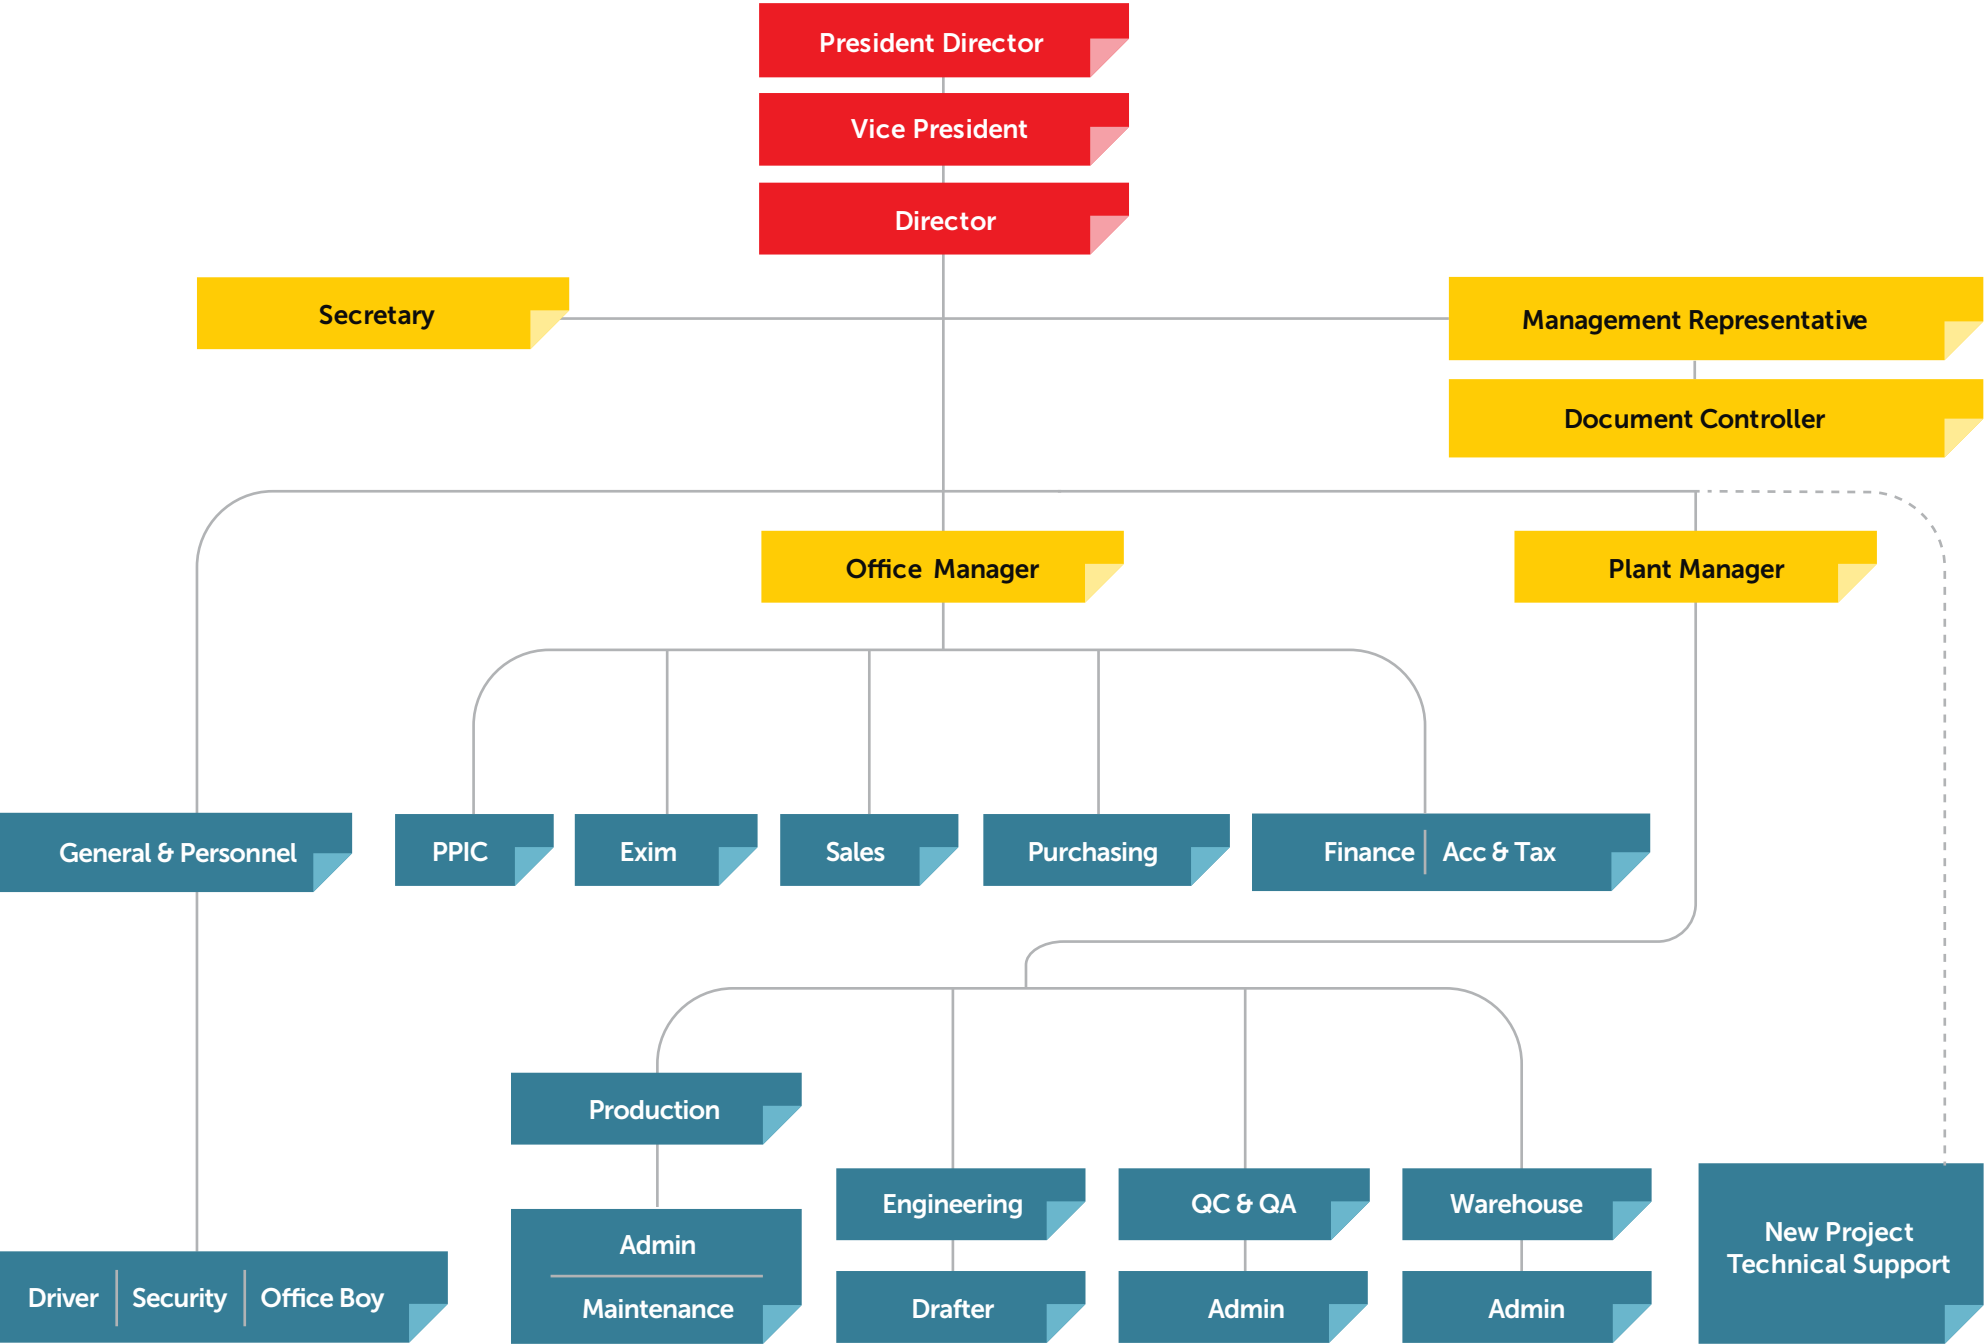 President Director
Vice President
Director
Secretary
Management Representative
Document Controller
Office Manager
Plant Manager
General & Personnel
PPIC
Exim
Sales
Purchasing
Finance
Acc & Tax
Production
Admin
Maintenance
Engineering
QC & QA
Warehouse
Drafter
Admin
Admin
New Project
Technical Support
Driver
Security
Office Boy